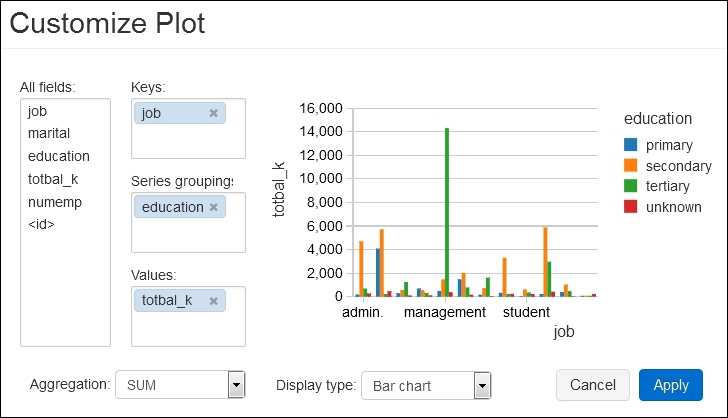 Customize Plot
All fields:
job
marital
education
totbal_k
numemp
<id>
Keys:
job ×
Series groupings
education ×
Values:
totbal_k ×
totbal_k
16,000
14,000
12,000
10,000
8,000
6,000
4,000
2,000
0
admin. management student
job
education
primary
secondary
tertiary
unknown
Aggregation: SUM
Display type: Bar chart
Cancel
Apply